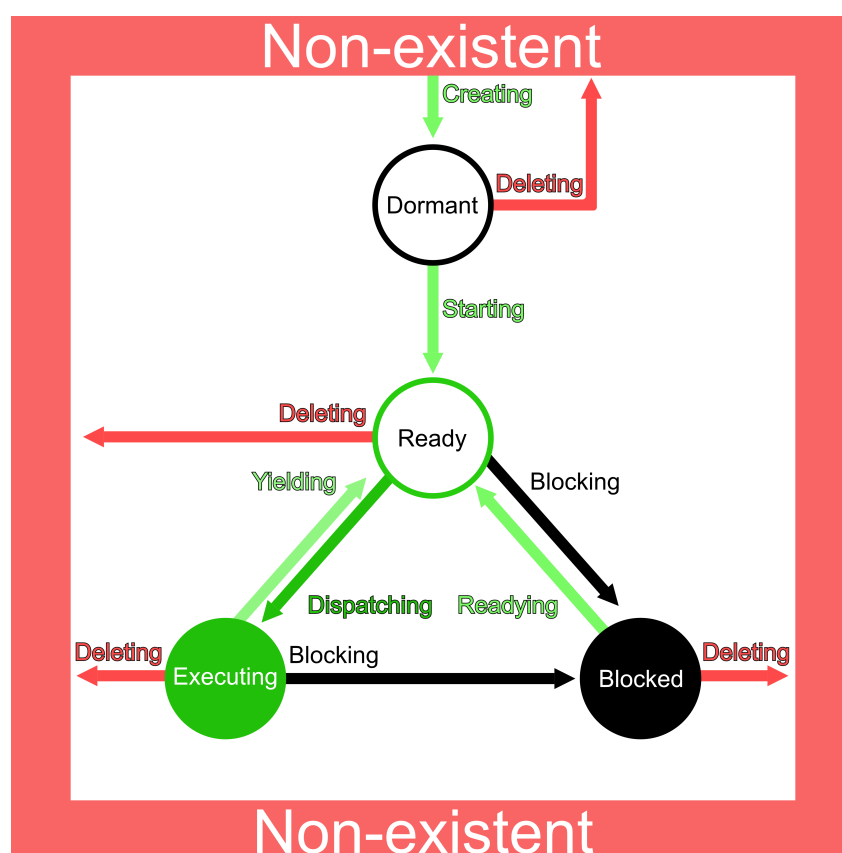 Non-existent
Creating
Deleting
Dormant
Starting
Deleting
Ready
Yielding
Blocking
Dispatching
Readying
Deleting
Blocking
Deleting
Executing
Blocked
Non-existent